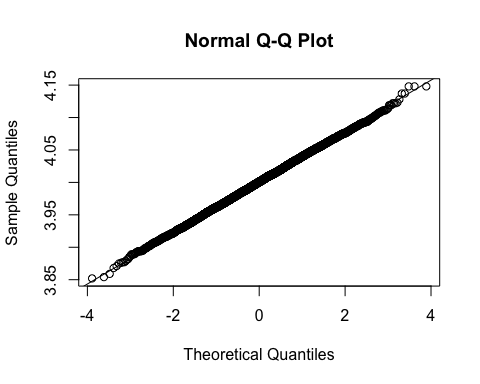 Normal Q-Q Plot
4.15
4.05
3.95
3.85
Sample Quantiles
-4 -2 0 2 4
Theoretical Quantiles